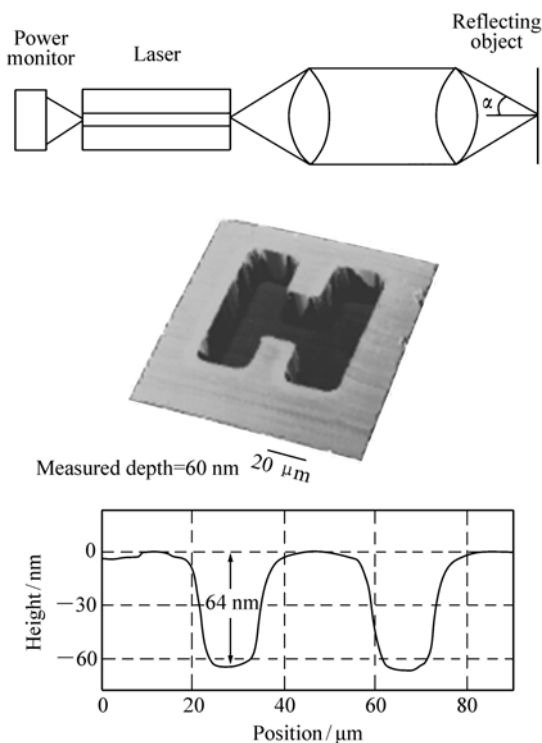 Power
monitor
Laser
Reflecting
object
α
Measured depth=60 nm
20 μm
Height/nm
0
−30
−60
64 nm
0
20
40
60
80
Position/μm